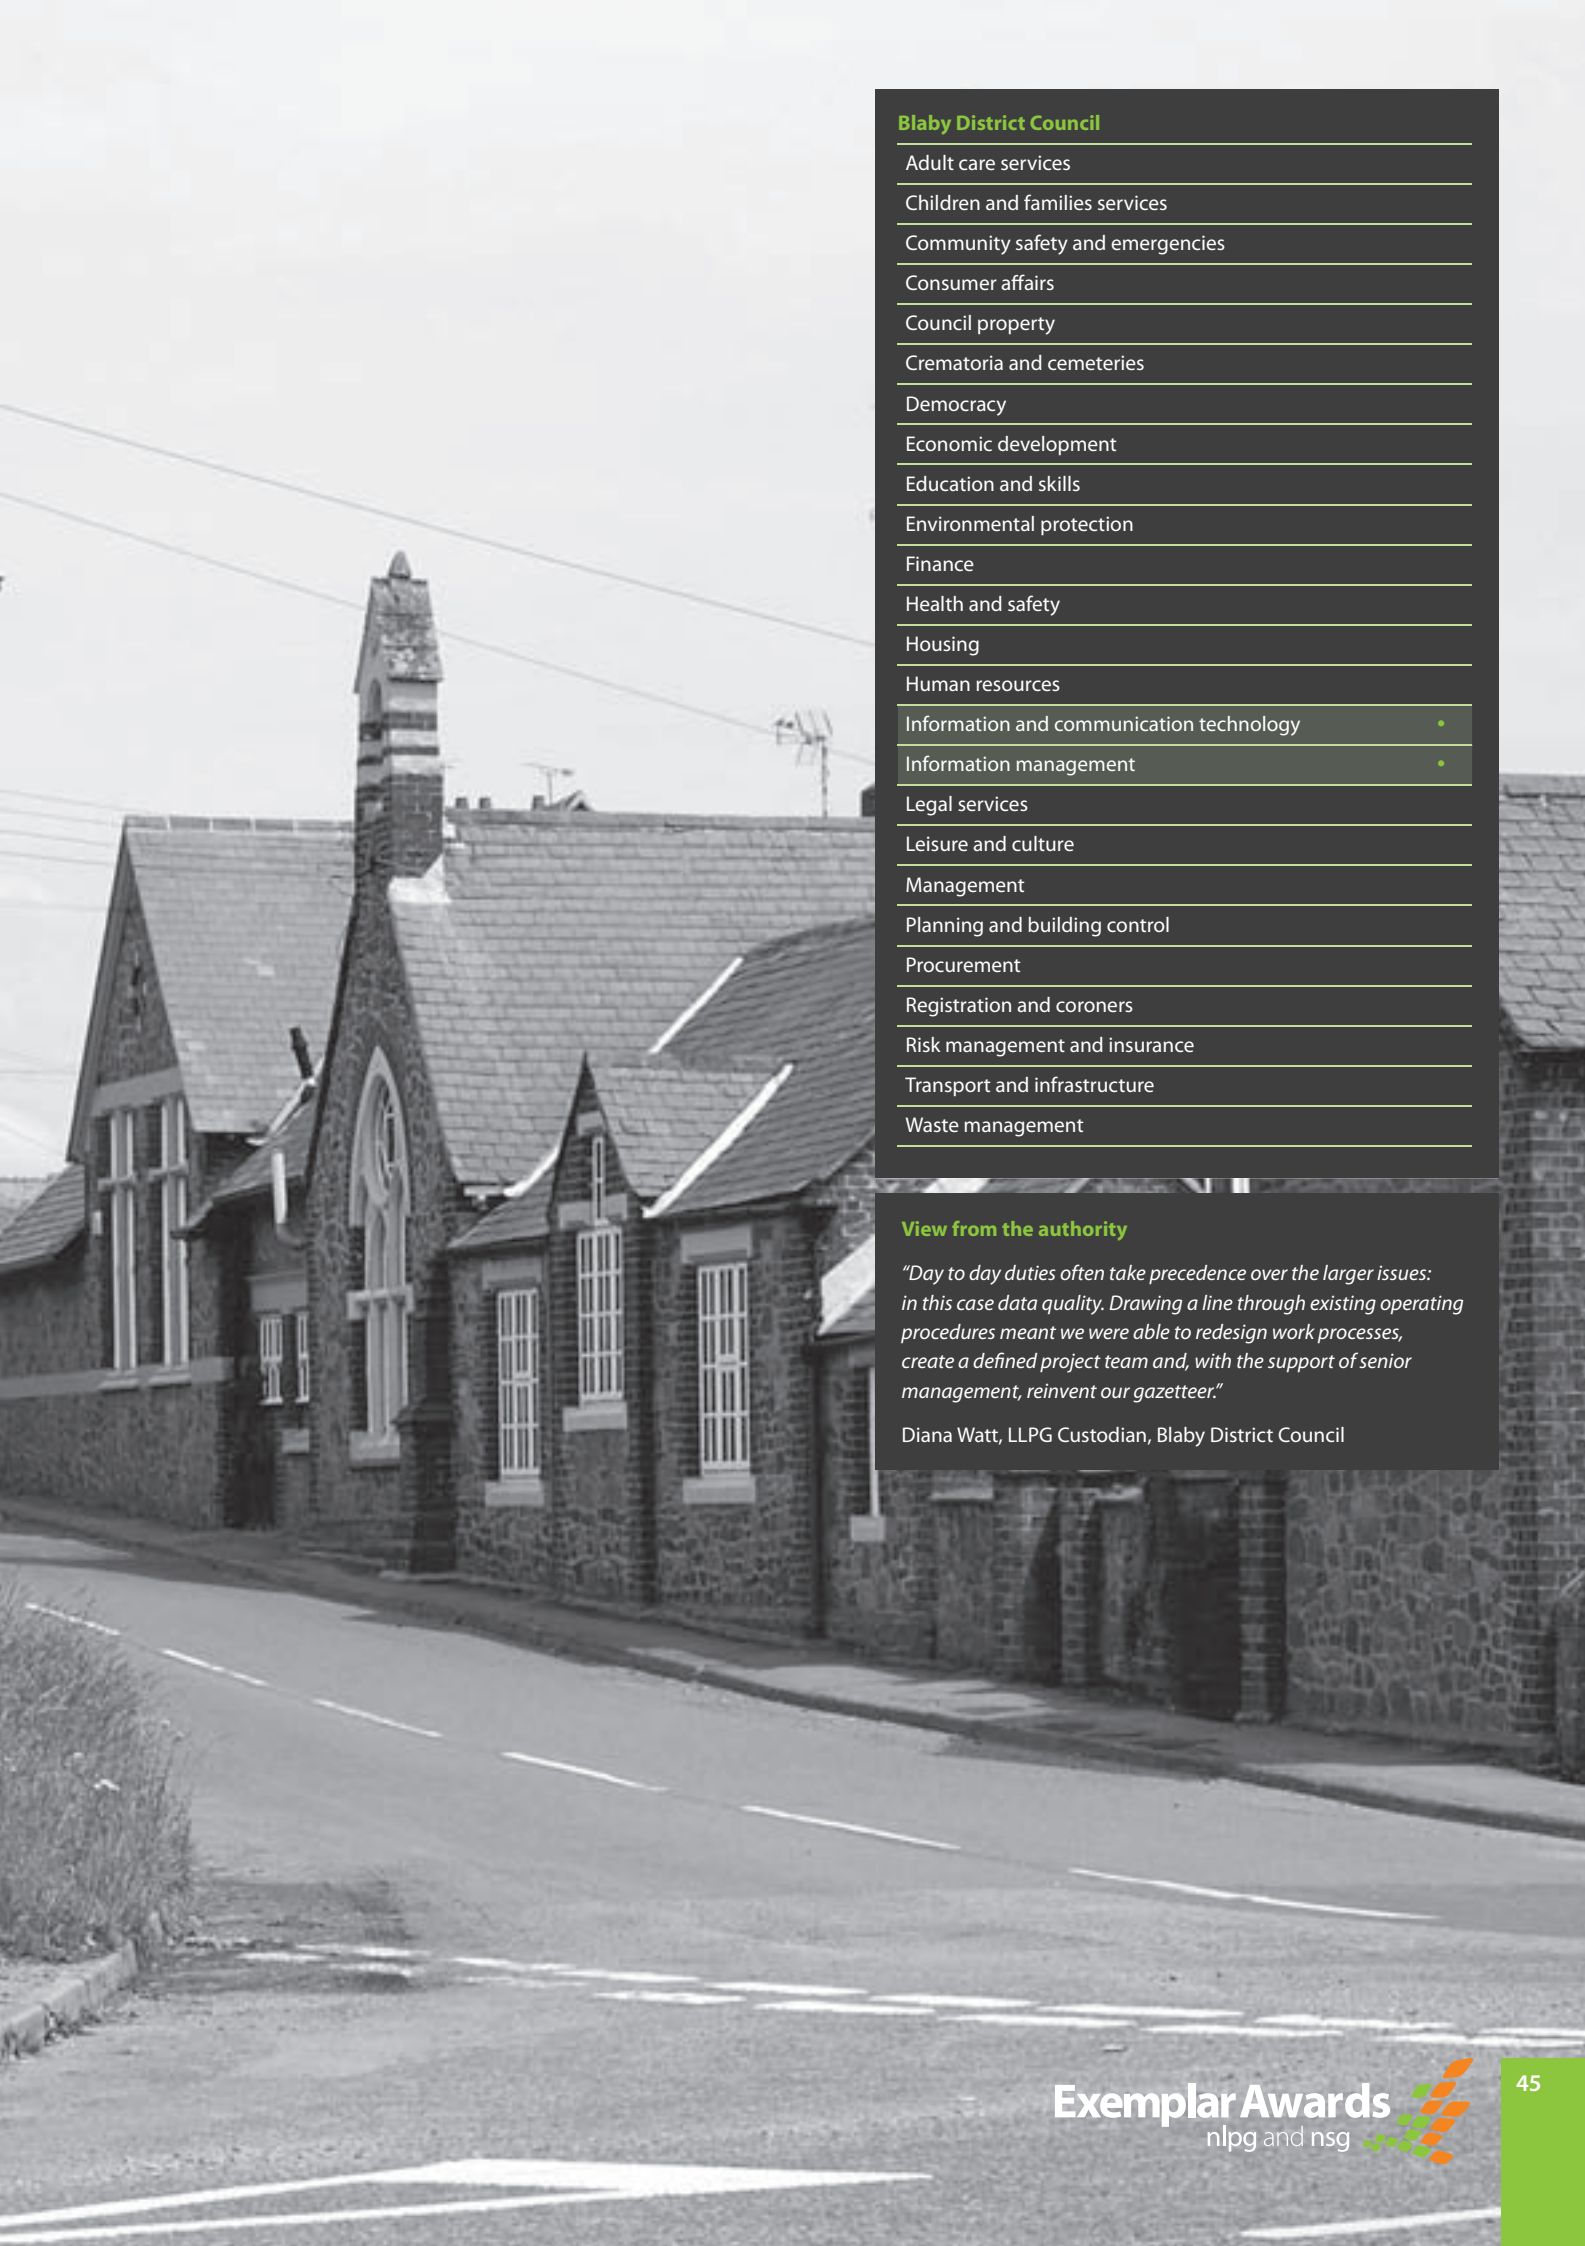 Blaby District Council
Adult care services
Children and families services
Community safety and emergencies
Consumer affairs
Council property
Crematoria and cemeteries
Democracy
Economic development
Education and skills
Environmental protection
Finance
Health and safety
Housing
Human resources
Information and communication technology •
Information management •
Legal services
Leisure and culture
Management
Planning and building control
Procurement
Registration and coroners
Risk management and insurance
Transport and infrastructure
Waste management
View from the authority
“Day to day duties often take precedence over the larger issues:
in this case data quality. Drawing a line through existing operating
procedures meant we were able to redesign work processes,
create a defined project team and, with the support of senior
management, reinvent our gazetteer.”
Diana Watt, LLPG Custodian, Blaby District Council
Exemplar Awards
nlpg and nsg
45